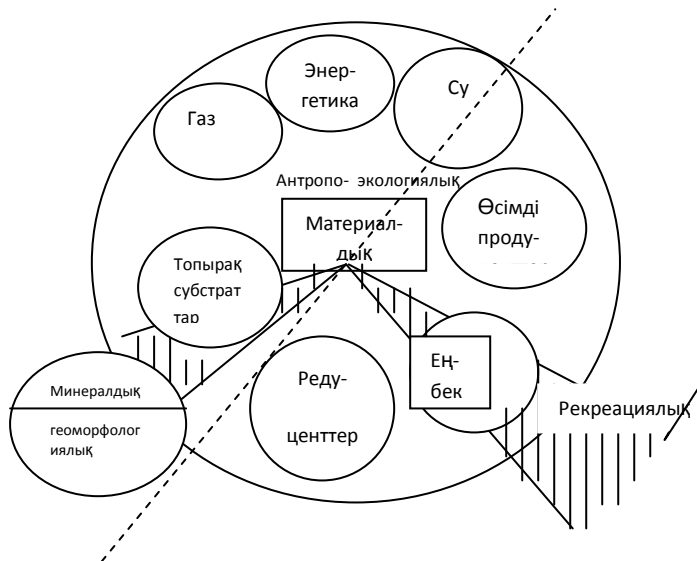 Энер-
гетика
Су
Газ
Антропо- экологиялық
Материал-
дық
Өсімді
проду-
Топырақ
субстрат
тар
Ең-
бек
Минералдық
геоморфолог
иялық
Реду-
центтер
Рекреациялық